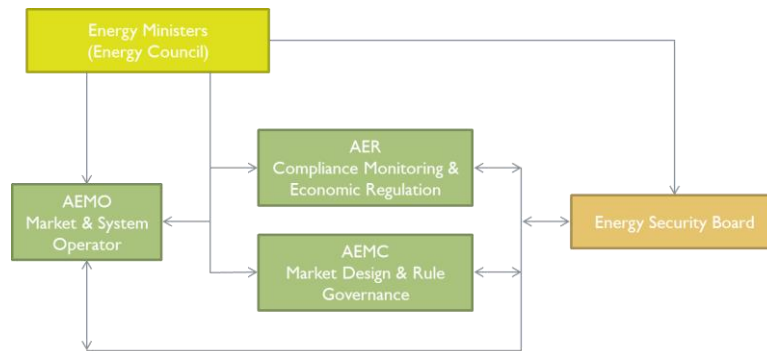 Energy Ministers
(Energy Council)
AER
Compliance Monitoring &
Economic Regulation
AEMO
Market & System
Operator
Energy Security Board
AEMC
Market Design & Rule
Governance